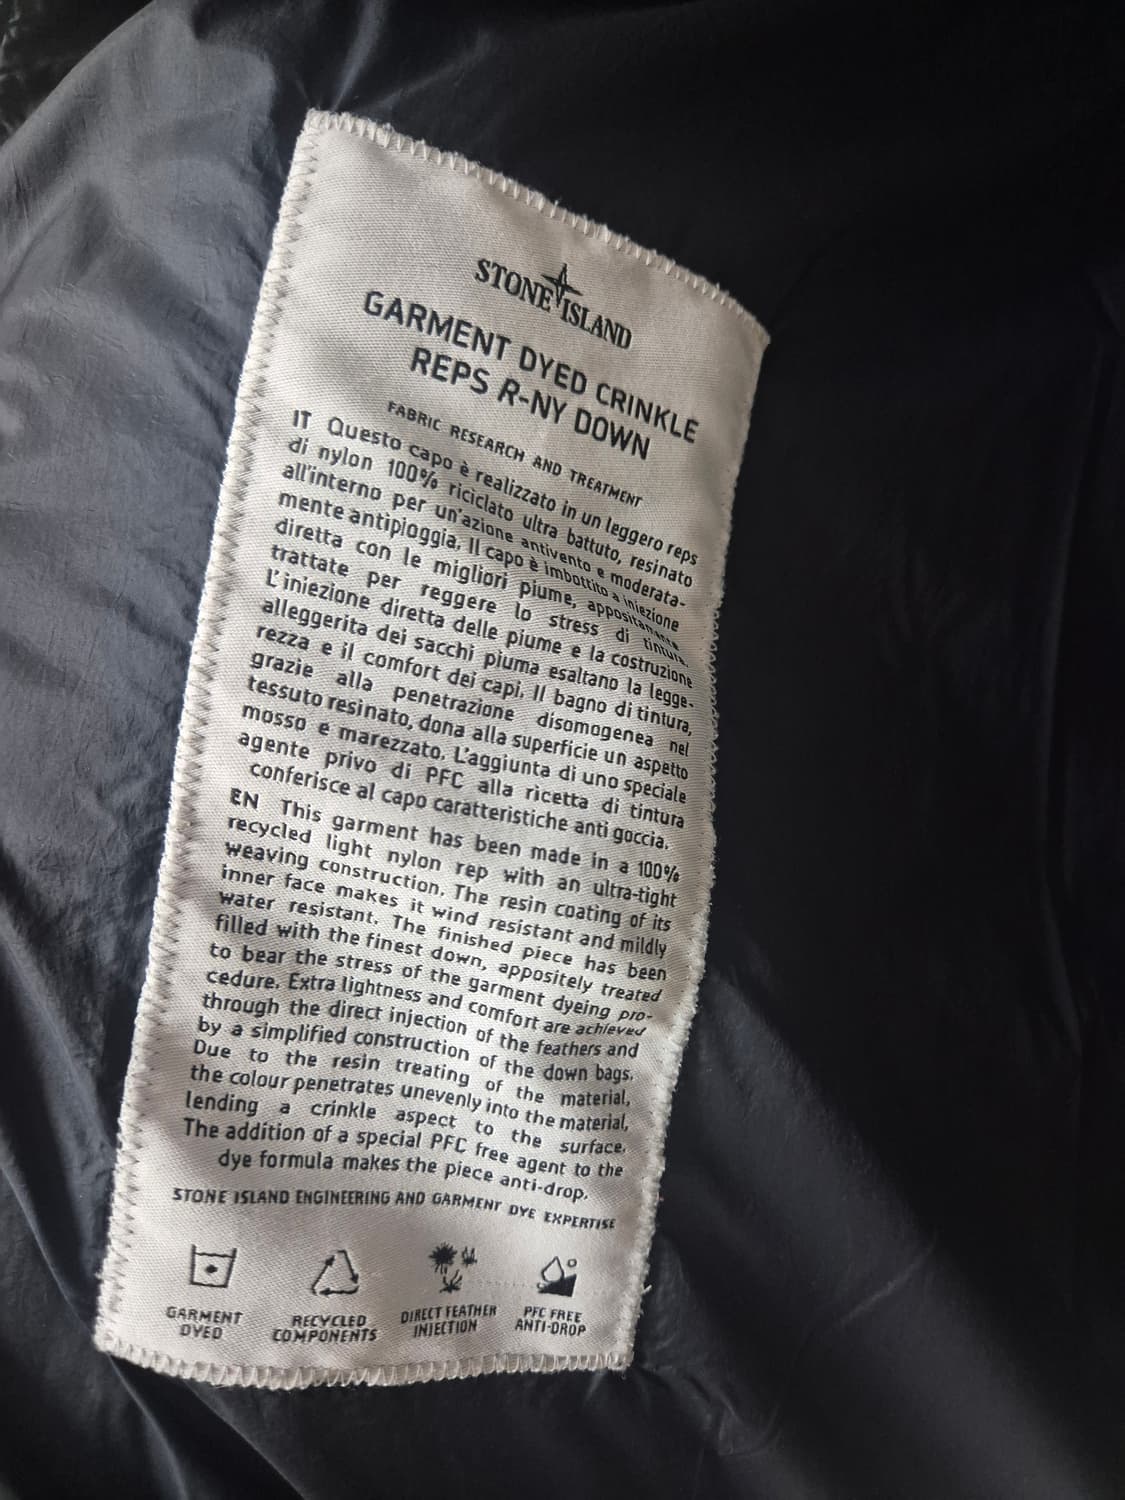 STONE ISLAND
GARMENT DYED CRINKLE
REPS R-NY DOWN
FABRIC RESEARCH AND TREATMENT
IT Questo capo è realizzato in un leggero reps
di nylon 100% riciclato ultra battuto, resinato
all'interno per un'azione antivento e moderata-
mente antipioggia. Il capo è imbottito a iniezione
diretta con le migliori piume, appositamente
trattate per reggere lo stress di tintura.
L'iniezione diretta delle piume e la costruzione
alleggerita dei sacchi piuma esaltano la legge-
rezza e il comfort dei capi. Il bagno di tintura,
grazie alla penetrazione disomogenea nel
tessuto resinato, dona alla superficie un aspetto
mosso e marezzato. L'aggiunta di uno speciale
agente privo di PFC alla ricetta di tintura
conferisce al capo caratteristiche anti goccia.
EN This garment has been made in a 100%
recycled light nylon rep with an ultra-tight
weaving construction. The resin coating of its
inner face makes it wind resistant and mildly
water resistant. The finished piece has been
filled with the finest down, appositely treated
to bear the stress of the garment dyeing pro-
cedure. Extra lightness and comfort are achieved
through the direct injection of the feathers and
by a simplified construction of the down bags.
Due to the resin treating of the material,
the colour penetrates unevenly into the material,
lending a crinkle aspect to the surface.
The addition of a special PFC free agent to the
dye formula makes the piece anti-drop.
STONE ISLAND ENGINEERING AND GARMENT DYE EXPERTISE
GARMENT DYED
RECYCLED COMPONENTS
DIRECT FEATHER INJECTION
PFC FREE ANTI-DROP